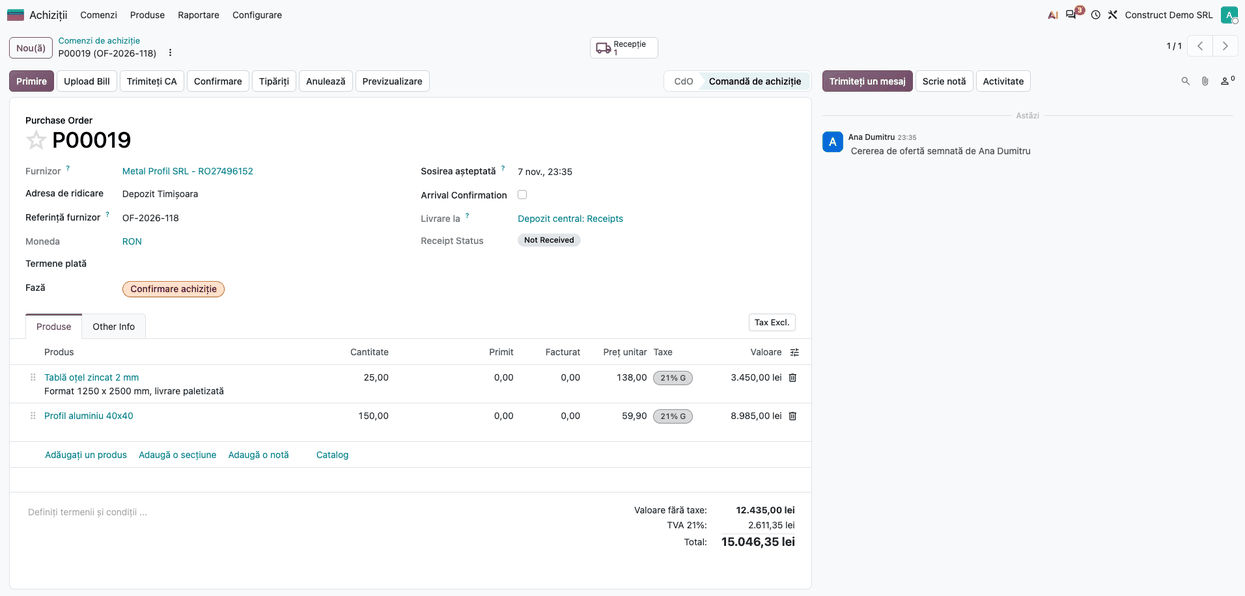 Achiziții Comenzi Produse Raportare Configurare
AI 3 Construct Demo SRL A
Nou(ă) Comenzi de achiziție
P00019 (OF-2026-118)
Recepție
1
1 / 1
Primire Upload Bill Trimiteți CA Confirmare Tipăriți Anulează Previzualizare CdO Comandă de achiziție
Trimiteți un mesaj Scrie notă Activitate 0
Purchase Order
P00019
Furnizor ? Metal Profil SRL - RO27496152
Adresa de ridicare Depozit Timișoara
Referință furnizor ? OF-2026-118
Moneda RON
Termene plată
Fază Confirmare achiziție
Sosirea așteptată ? 7 nov., 23:35
Arrival Confirmation
Livrare la ? Depozit central: Receipts
Receipt Status Not Received
Produse Other Info Tax Excl.
Produs Cantitate Primit Facturat Preț unitar Taxe Valoare
Tablă oțel zincat 2 mm 25,00 0,00 0,00 138,00 21% G 3.450,00 lei
Format 1250 x 2500 mm, livrare paletizată
Profil aluminiu 40x40 150,00 0,00 0,00 59,90 21% G 8.985,00 lei
Adăugați un produs Adaugă o secțiune Adaugă o notă Catalog
Definiți termenii și condiții ...
Valoare fără taxe: 12.435,00 lei
TVA 21%: 2.611,35 lei
Total: 15.046,35 lei
Astăzi
A Ana Dumitru 23:35
Cererea de ofertă semnată de Ana Dumitru